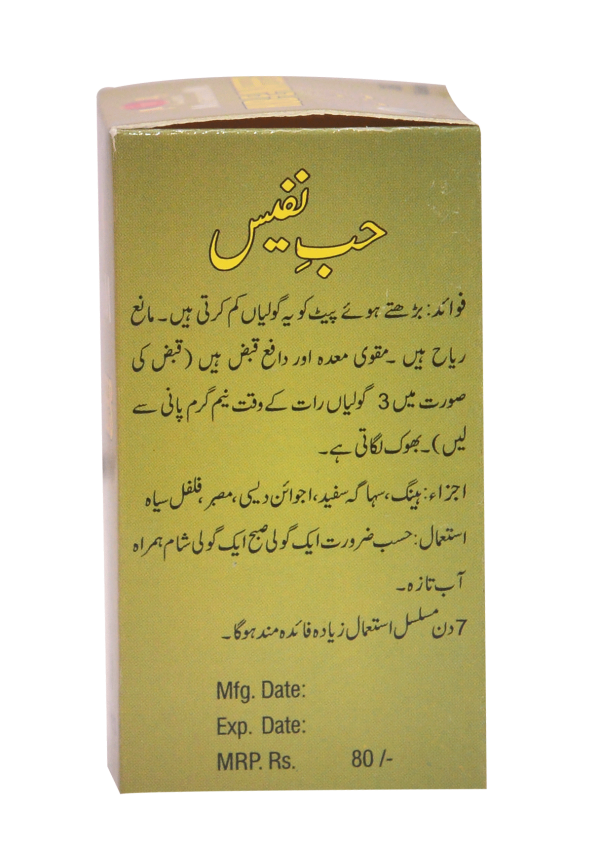 حبِ نفیس
فوائد: بڑھتے ہوئے پیٹ کو یہ گولیاں کم کرتی ہیں۔ مانع
ریاح ہیں ۔مقوی معدہ اور دافع قبض ہیں (قبض کی
صورت میں 3 گولیاں رات کے وقت نیم گرم پانی سے
لیں)۔ بھوک لگاتی ہے۔
اجزاء: ہینگ، سہاگہ سفید، اجوائن دیسی، مصبر، فلفل سیاہ
استعمال: حسب ضرورت ایک گولی صبح ایک گولی شام ہمراہ
آب تازہ۔
7 دن مسلسل استعمال زیادہ فائدہ مند ہوگا۔
Mfg. Date:
Exp. Date:
MRP. Rs. 80 /-